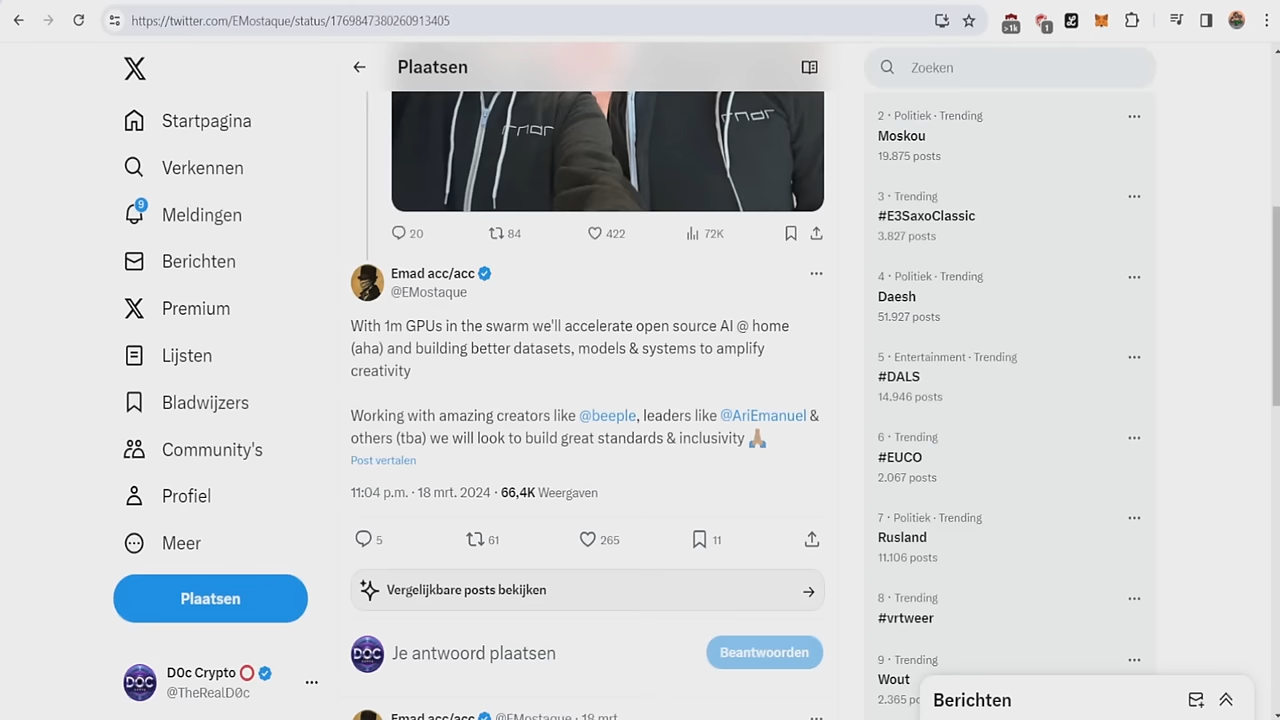 https://twitter.com/EMostaque/status/1769847380260913405
>1k
1
Plaatsen
Zoeken
Startpagina
Verkennen
9
Meldingen
Berichten
Premium
Lijsten
Bladwijzers
Community's
Profiel
Meer
Plaatsen
D0c Crypto
@TheRealD0c
rndr
rndr
20
84
422
72K
Emad acc/acc
@EMostaque
With 1m GPUs in the swarm we'll accelerate open source AI @ home
(aha) and building better datasets, models & systems to amplify
creativity
Working with amazing creators like @beeple, leaders like @AriEmanuel &
others (tba) we will look to build great standards & inclusivity 🙏🏼
Post vertalen
11:04 p.m. · 18 mrt. 2024 · 66,4K Weergaven
5
61
265
11
Vergelijkbare posts bekijken
DOC
Je antwoord plaatsen
Beantwoorden
Emad acc/acc @EMostaque · 18 mrt.
2 · Politiek · Trending
Moskou
19.875 posts
3 · Trending
#E3SaxoClassic
3.827 posts
4 · Politiek · Trending
Daesh
51.927 posts
5 · Entertainment · Trending
#DALS
14.946 posts
6 · Trending
#EUCO
2.067 posts
7 · Politiek · Trending
Rusland
11.106 posts
8 · Trending
#vrtweer
9 · Trending
Wout
2.365
Berichten